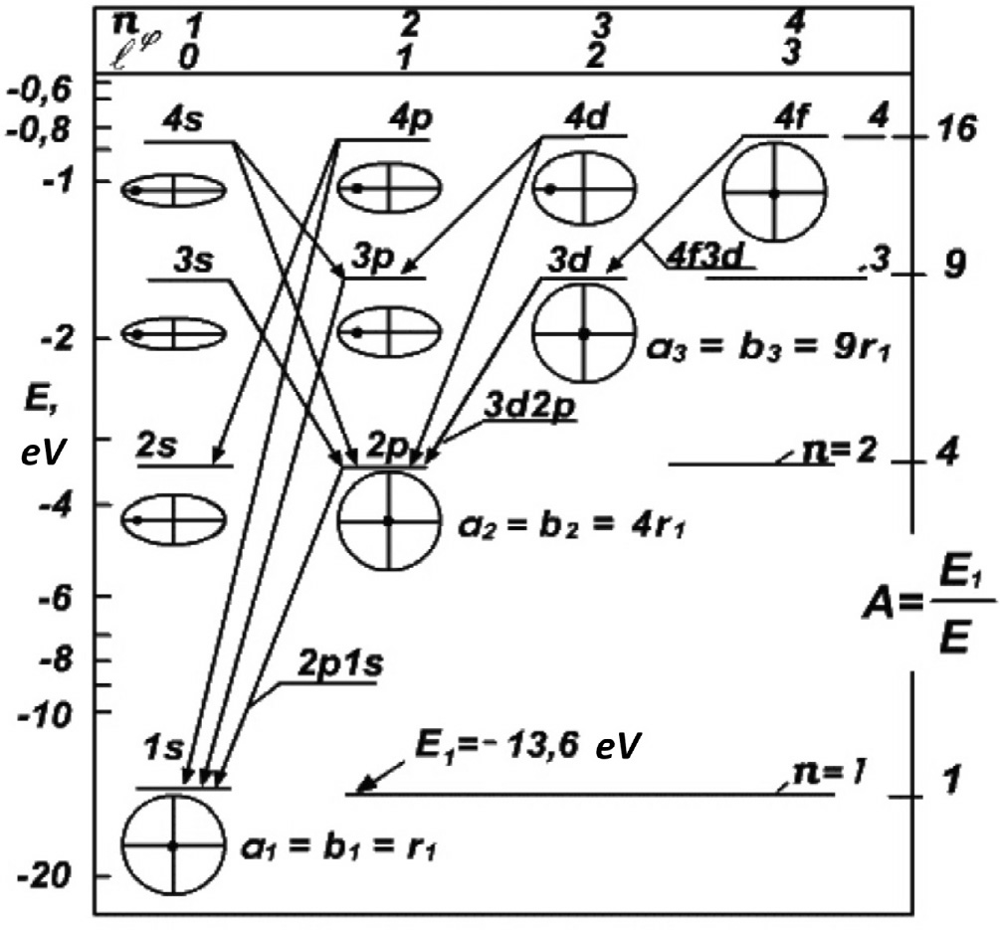 n 1 2 3 4
ℓᵠ 0 1 2 3
-0,6
-0,8
-1
-2
E,
eV
-4
-6
-8
-10
-20
4s 4p 4d 4f 4 16
3s 3p 3d 4f3d 3 9
a₃ = b₃ = 9r₁
3d2p
2s 2p n=2 4
a₂ = b₂ = 4r₁
A= E₁
E
2p1s
1s E₁=- 13,6 eV n=1 1
a₁ = b₁ = r₁